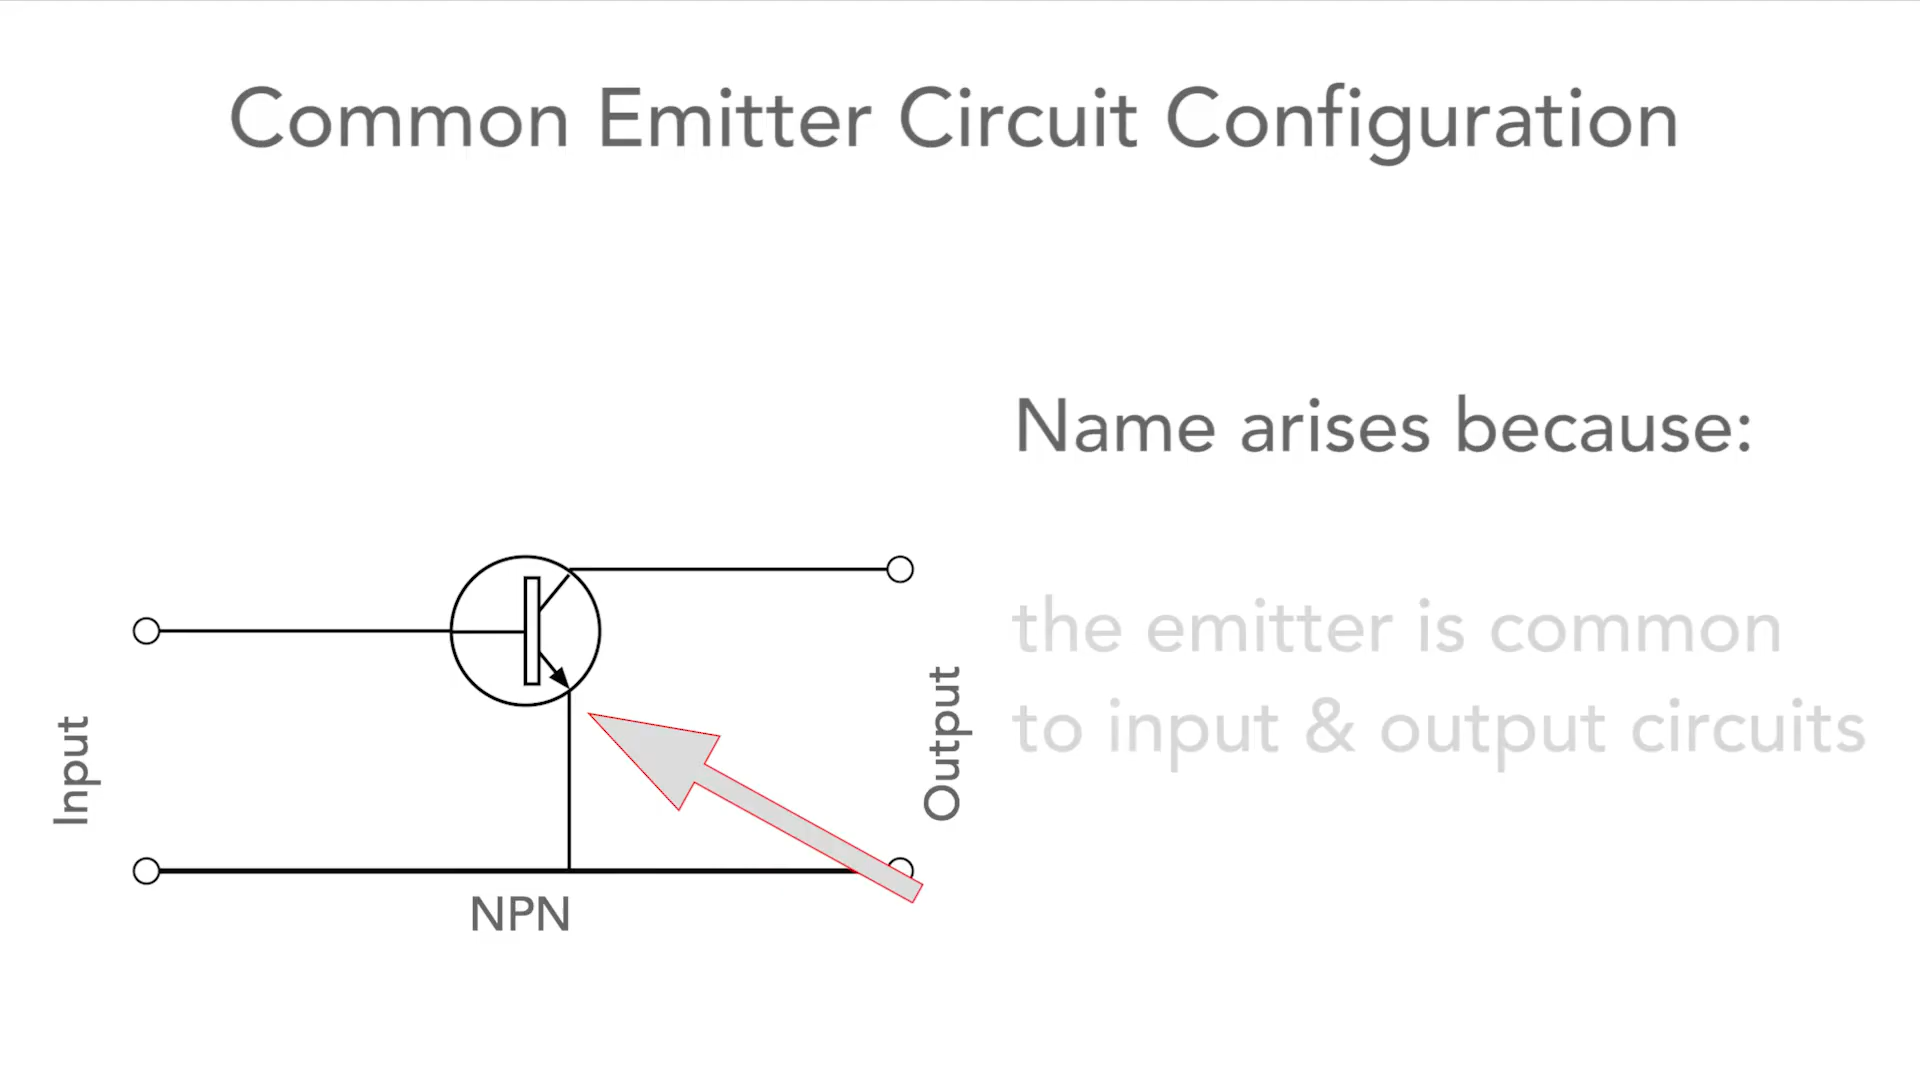 Common Emitter Circuit Configuration
Name arises because:
the emitter is common
to input & output circuits
Input
Output
NPN